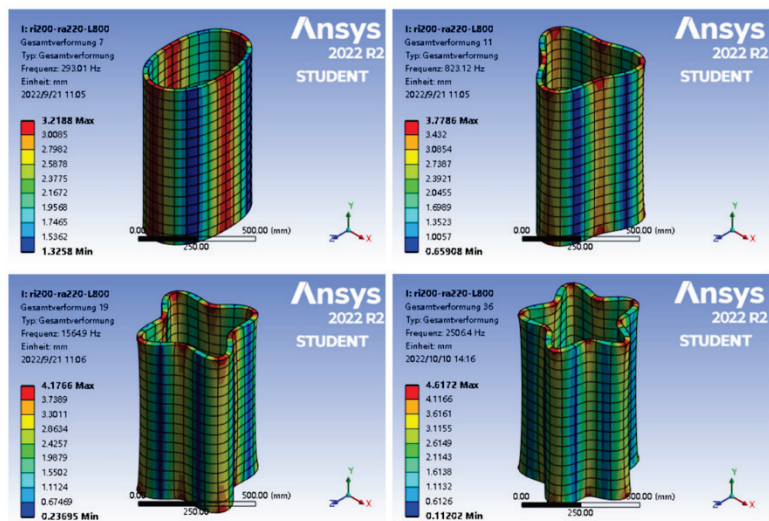 I: ri200-ra220-L800
Gesamtverformung 7
Typ: Gesamtverformung
Frequenz: 293.01 Hz
Einheit: mm
2022/9/21 11:05
3.2188 Max
3.0085
2.7982
2.5878
2.3775
2.1672
1.9568
1.7465
1.5362
1.3258 Min
Ansys
2022 R2
STUDENT
0.00
500.00 (mm)
250.00
Y
Z
X
I: ri200-ra220-L800
Gesamtverformung 11
Typ: Gesamtverformung
Frequenz: 823.12 Hz
Einheit: mm
2022/9/21 11:05
3.7786 Max
3.432
3.0854
2.7387
2.3921
2.0455
1.6989
1.3523
1.0057
0.65908 Min
Ansys
2022 R2
STUDENT
0.00
500.00 (mm)
250.00
Y
Z
X
I: ri200-ra220-L800
Gesamtverformung 19
Typ: Gesamtverformung
Frequenz: 1564.9 Hz
Einheit: mm
2022/9/21 11:06
4.1766 Max
3.7389
3.3011
2.8634
2.4257
1.9879
1.5502
1.1124
0.67469
0.23695 Min
Ansys
2022 R2
STUDENT
0.00
500.00 (mm)
250.00
Y
Z
X
I: ri200-ra220-L800
Gesamtverformung 36
Typ: Gesamtverformung
Frequenz: 2506.4 Hz
Einheit: mm
2022/10/10 14:16
4.6172 Max
4.1166
3.6161
3.1155
2.6149
2.1143
1.6138
1.1132
0.6126
0.11202 Min
Ansys
2022 R2
STUDENT
0.00
500.00 (mm)
250.00
Y
Z
X